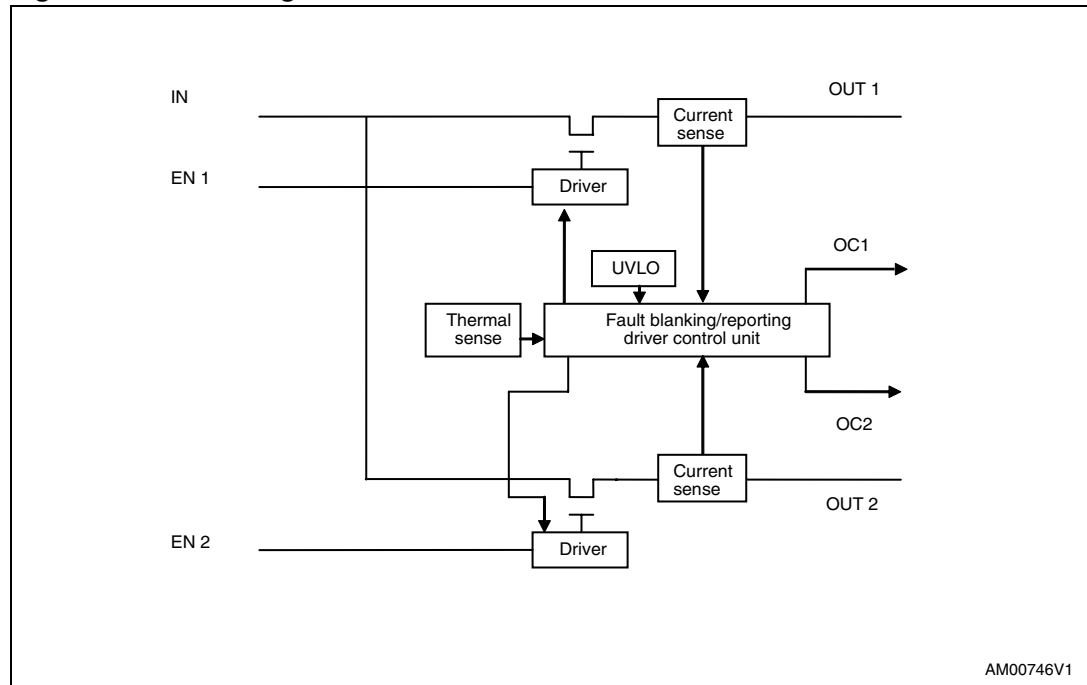 IN
OUT 1
Current
sense
EN 1
Driver
OC1
UVLO
Thermal
sense
Fault blanking/reporting
driver control unit
OC2
Current
sense
OUT 2
EN 2
Driver
AM00746V1